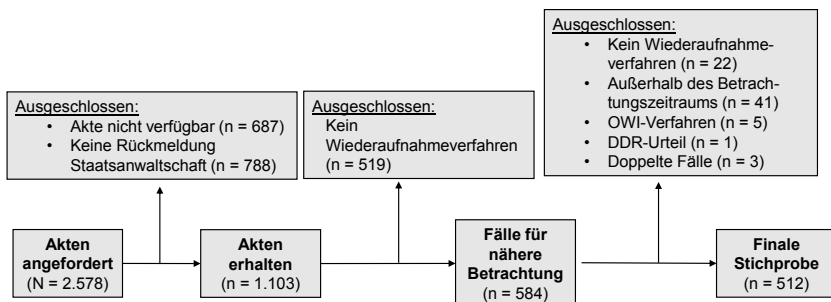 Ausgeschlossen:
• Kein Wiederaufnahme-
verfahren (n = 22)
• Außerhalb des Betrach-
tungszeitraums (n = 41)
• OWI-Verfahren (n = 5)
• DDR-Urteil (n = 1)
• Doppelte Fälle (n = 3)
Ausgeschlossen:
• Akte nicht verfügbar (n = 687)
• Keine Rückmeldung
Staatsanwaltschaft (n = 788)
Ausgeschlossen:
Kein
Wiederaufnahmeverfahren
(n = 519)
Akten
angefordert
(N = 2.578)
Akten
erhalten
(n = 1.103)
Fälle für
nähere
Betrachtung
(n = 584)
Finale
Stichprobe
(n = 512)